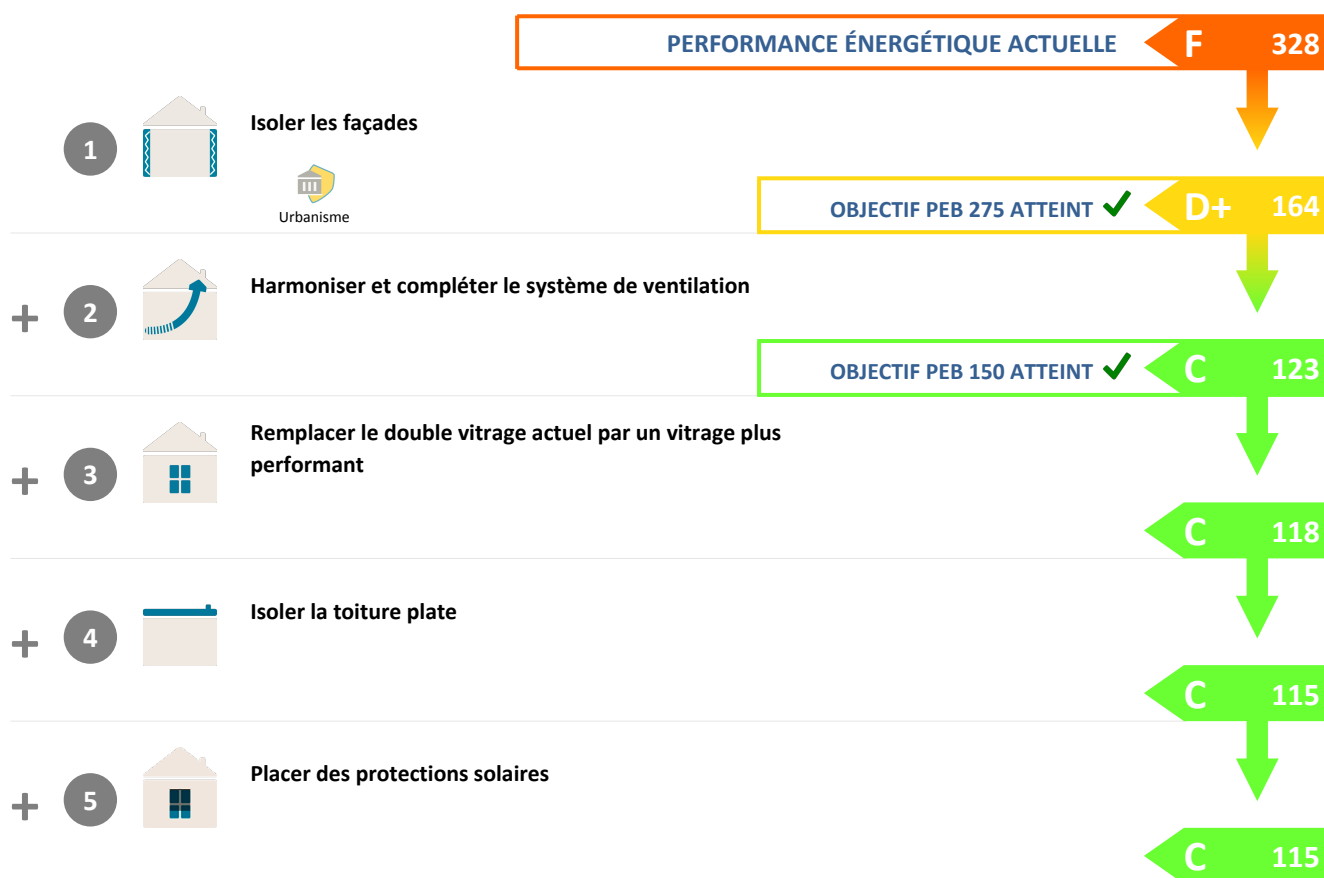 PERFORMANCE ÉNERGÉTIQUE ACTUELLE F 328
1 Isoler les façades
Urbanisme
OBJECTIF PEB 275 ATTEINT ✓ D+ 164
+ 2 Harmoniser et compléter le système de ventilation
OBJECTIF PEB 150 ATTEINT ✓ C 123
+ 3 Remplacer le double vitrage actuel par un vitrage plus
performant
C 118
+ 4 Isoler la toiture plate
C 115
+ 5 Placer des protections solaires
C 115